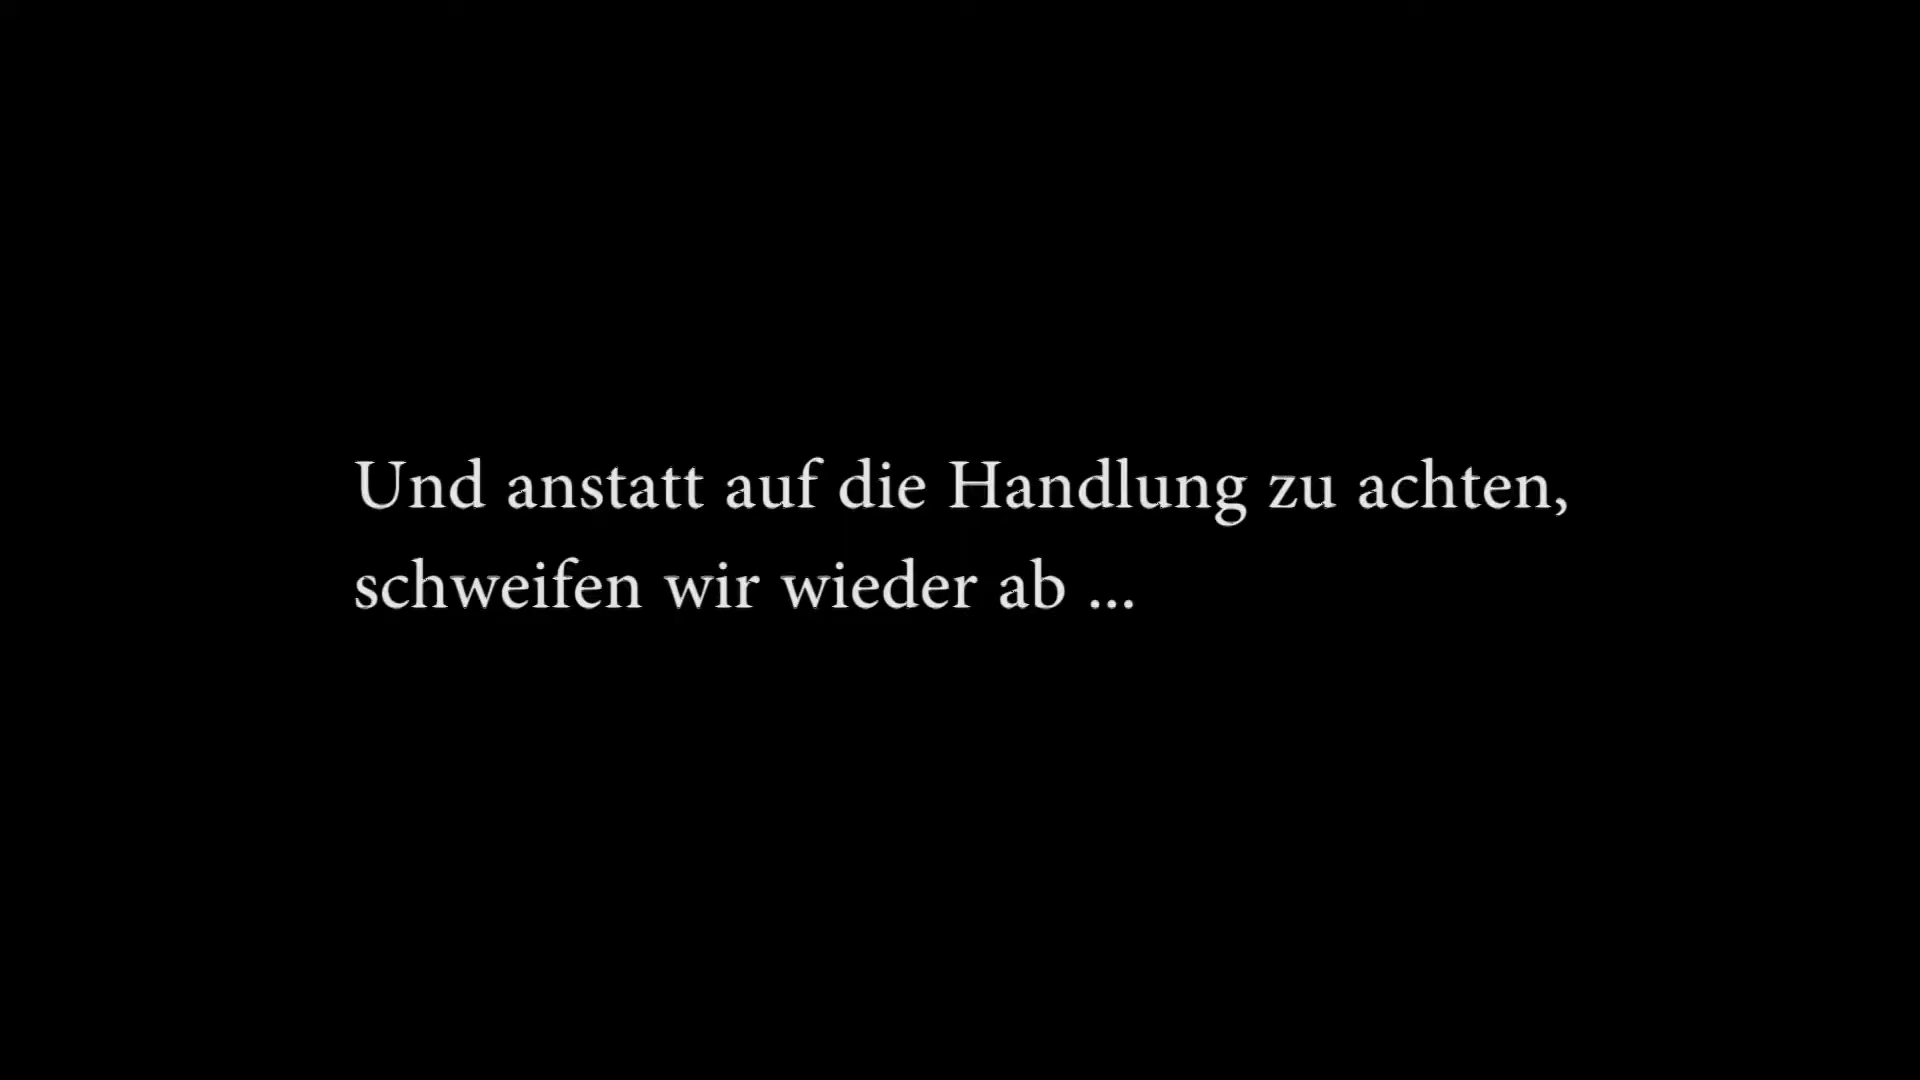 Und anstatt auf die Handlung zu achten,
schweifen wir wieder ab ...